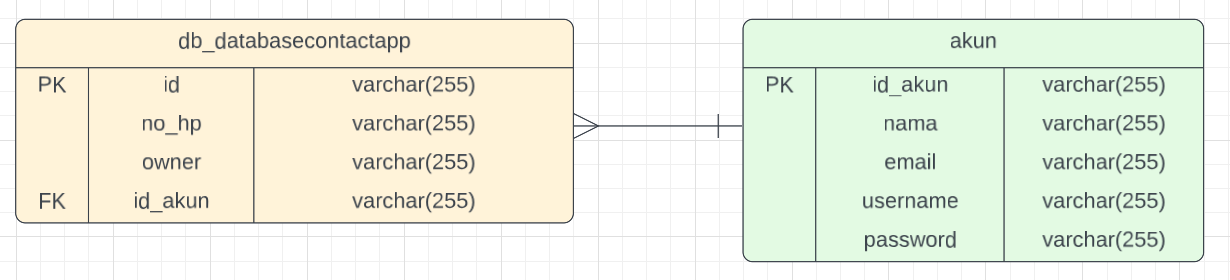 db_databasecontactapp
PK id varchar(255)
no_hp varchar(255)
owner varchar(255)
FK id_akun varchar(255)
akun
PK id_akun varchar(255)
nama varchar(255)
email varchar(255)
username varchar(255)
password varchar(255)